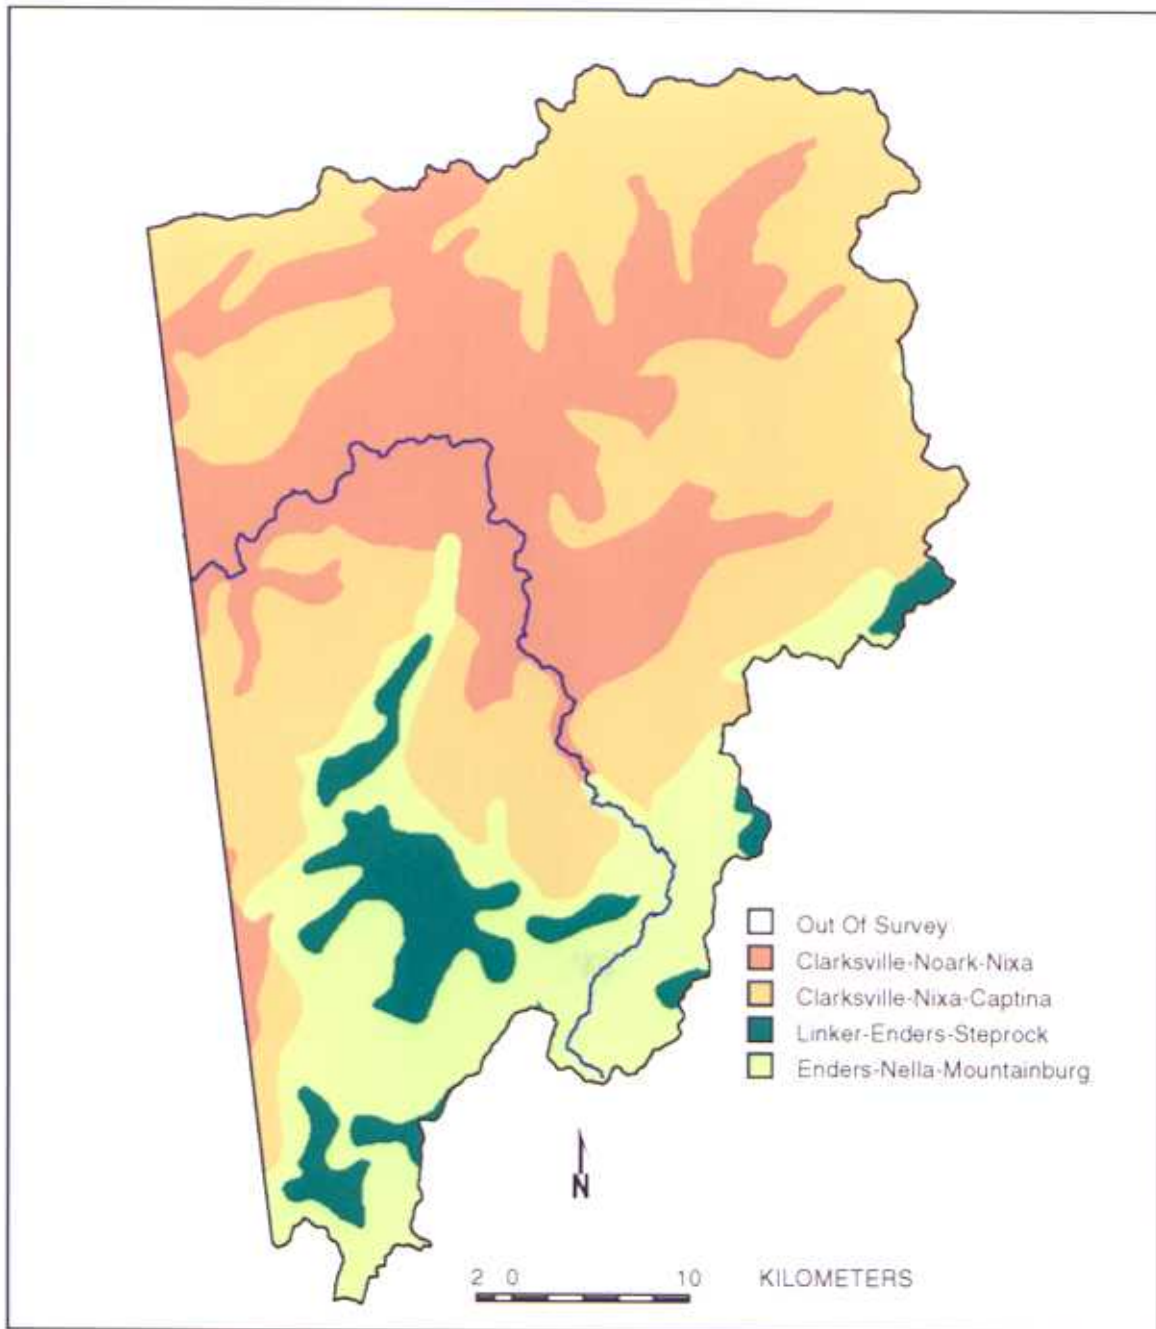 Out Of Survey
Clarksville-Noark-Nixa
Clarksville-Nixa-Captina
Linker-Enders-Steprock
Enders-Nella-Mountainburg
N
2 0 10 KILOMETERS